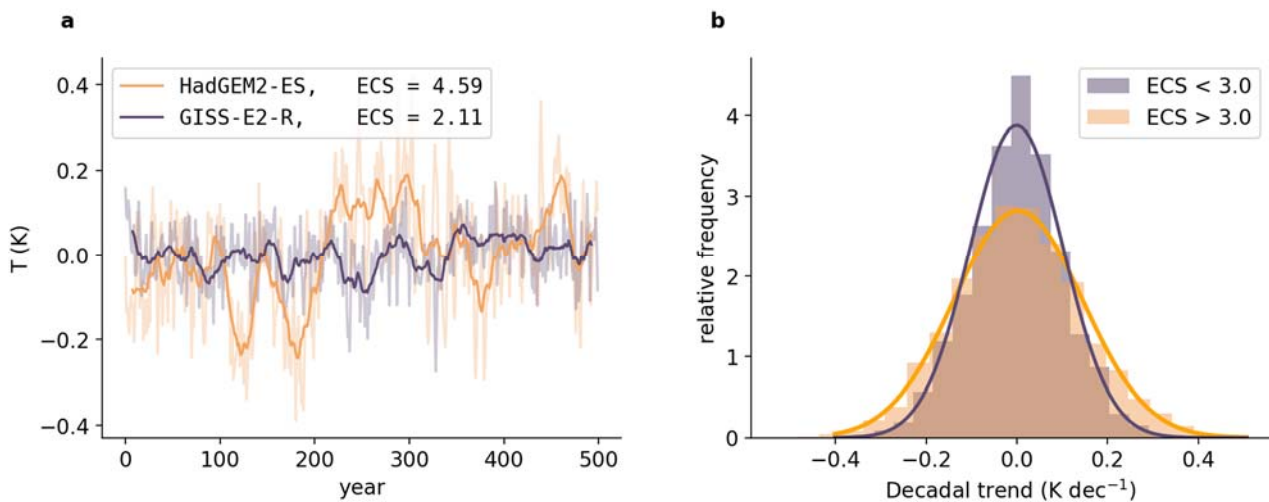 a
HadGEM2-ES, ECS = 4.59
GISS-E2-R, ECS = 2.11
T (K)
0.4
0.2
0.0
−0.2
−0.4
0 100 200 300 400 500
year
b
ECS < 3.0
ECS > 3.0
relative frequency
4
3
2
1
0
−0.4 −0.2 0.0 0.2 0.4
Decadal trend (K dec⁻¹)